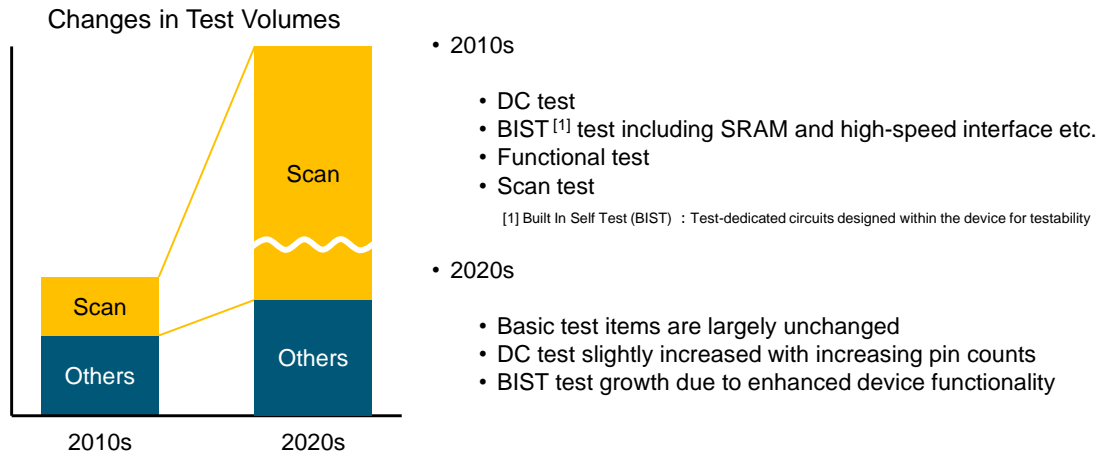 Changes in Test Volumes
Scan
Scan
Others
Others
2010s
2020s
• 2010s
• DC test
• BIST [1] test including SRAM and high-speed interface etc.
• Functional test
• Scan test
[1] Built In Self Test (BIST) : Test-dedicated circuits designed within the device for testability
• 2020s
• Basic test items are largely unchanged
• DC test slightly increased with increasing pin counts
• BIST test growth due to enhanced device functionality